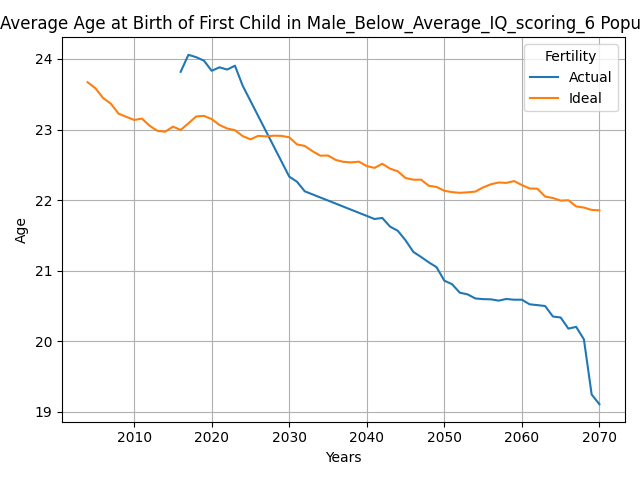 Average Age at Birth of First Child in Male_Below_Average_IQ_scoring_6 Popu
Fertility
Actual
Ideal
24
23
22
21
20
19
Age
2010 2020 2030 2040 2050 2060 2070
Years